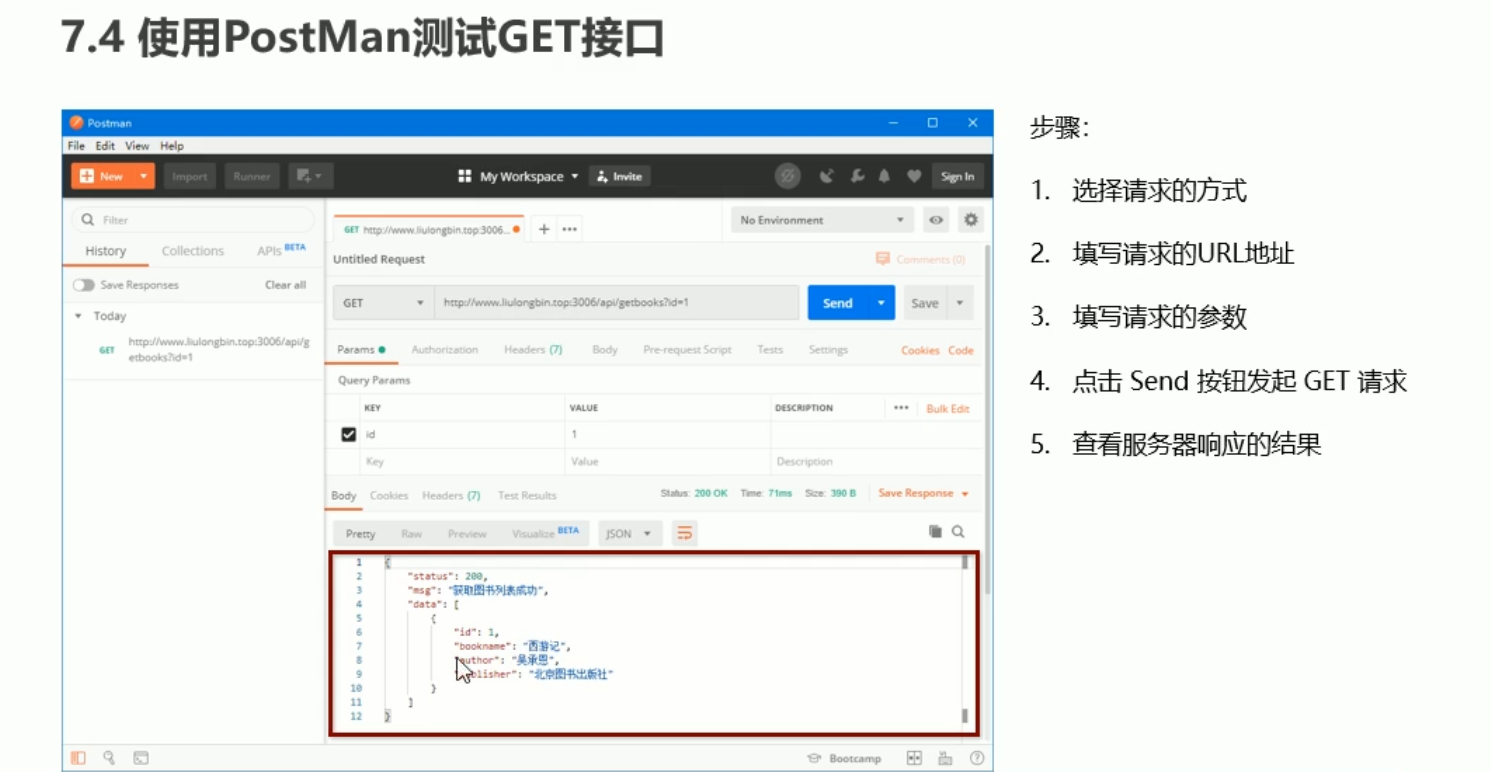 7.4 使用PostMan测试GET接口
Postman
File Edit View Help
New Import Runner My Workspace Invite Sign In
Filter
History Collections APIs BETA
Save Responses Clear all
Today
GET http://www.liulongbin.top:3006/api/g
etbooks?id=1
GET http://www.liulongbin.top:3006... + ••• No Environment
Untitled Request Comments (0)
GET http://www.liulongbin.top:3006/api/getbooks?id=1 Send Save
Params Authorization Headers (7) Body Pre-request Script Tests Settings Cookies Code
Query Params
KEY VALUE DESCRIPTION ••• Bulk Edit
id 1
Key Value Description
Body Cookies Headers (7) Test Results Status: 200 OK Time: 71ms Size: 390 B Save Response
Pretty Raw Preview Visualize BETA JSON
1 {
2 "status": 200,
3 "msg": "获取图书列表成功",
4 "data": [
5 {
6 "id": 1,
7 "bookname": "西游记",
8 author": "吴承恩",
9 blisher": "北京图书出版社"
10 }
11 ]
12 }
Bootcamp
步骤：
1. 选择请求的方式
2. 填写请求的URL地址
3. 填写请求的参数
4. 点击 Send 按钮发起 GET 请求
5. 查看服务器响应的结果